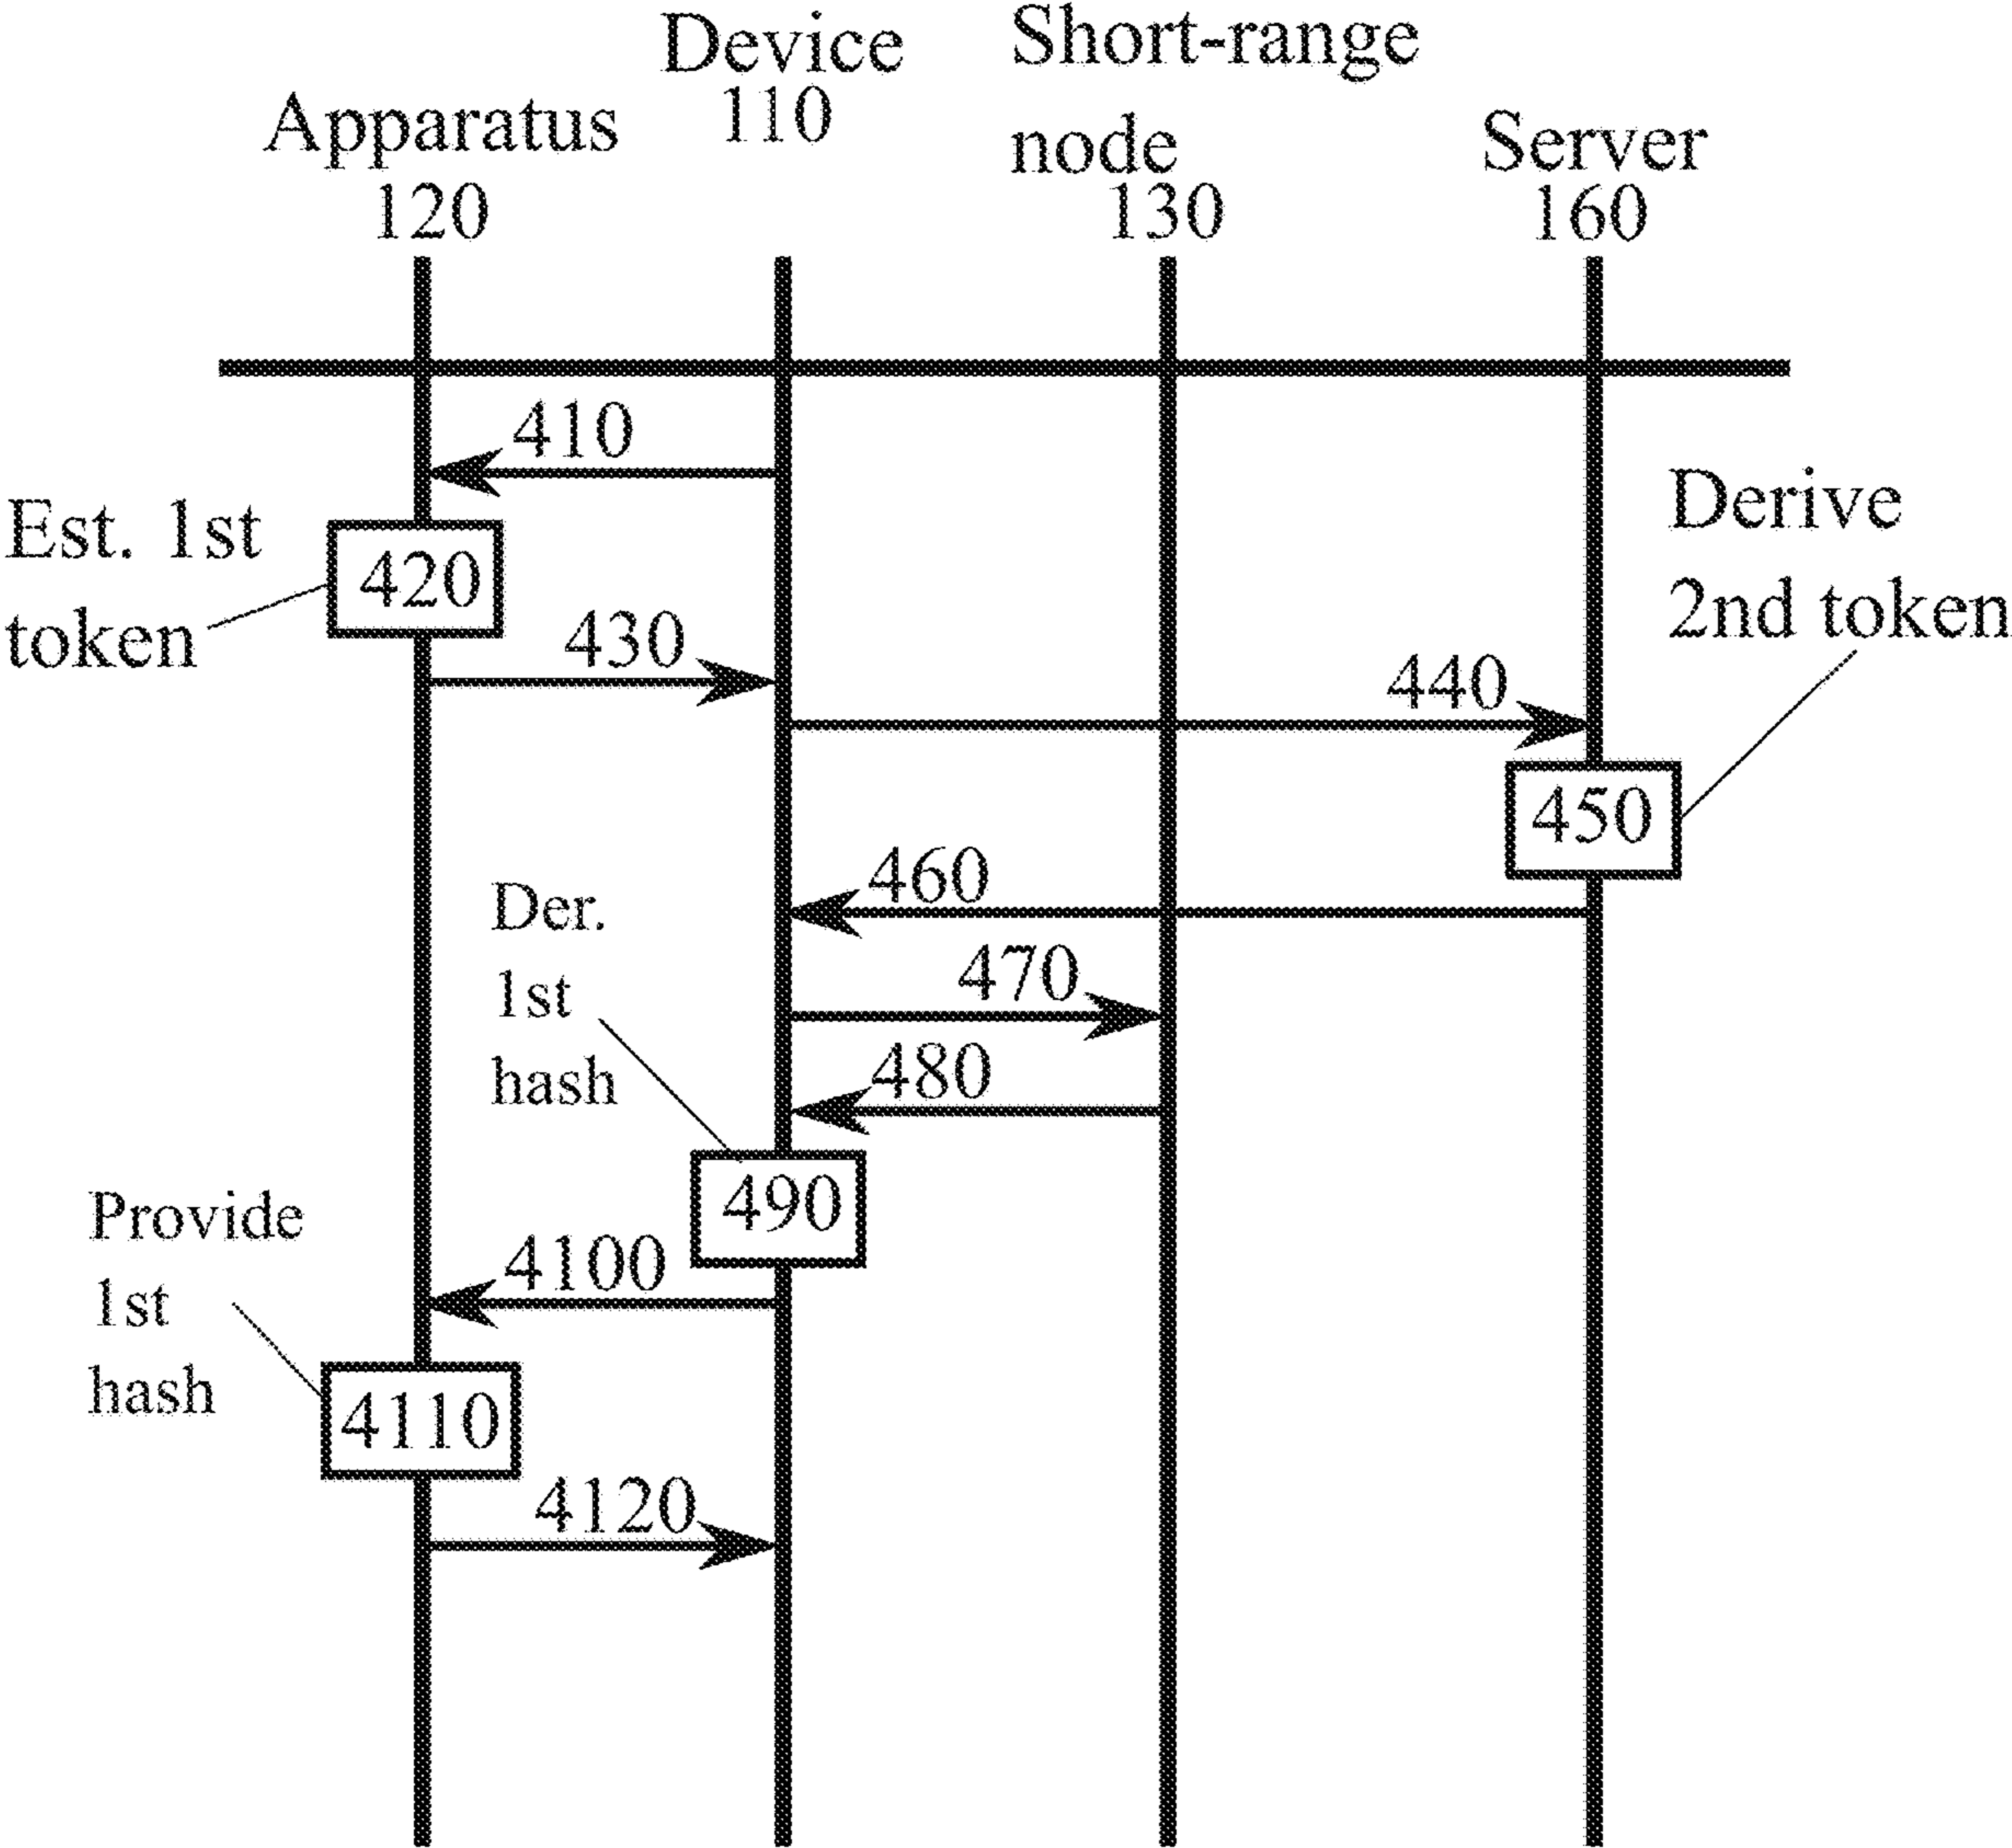 Device
110
Short-range
node
130
Apparatus
120
Server
160
410
Est. 1st
token
420
Derive
2nd token
430
440
450
460
Der.
1st
hash
470
480
490
Provide
1st
hash
4100
4110
4120